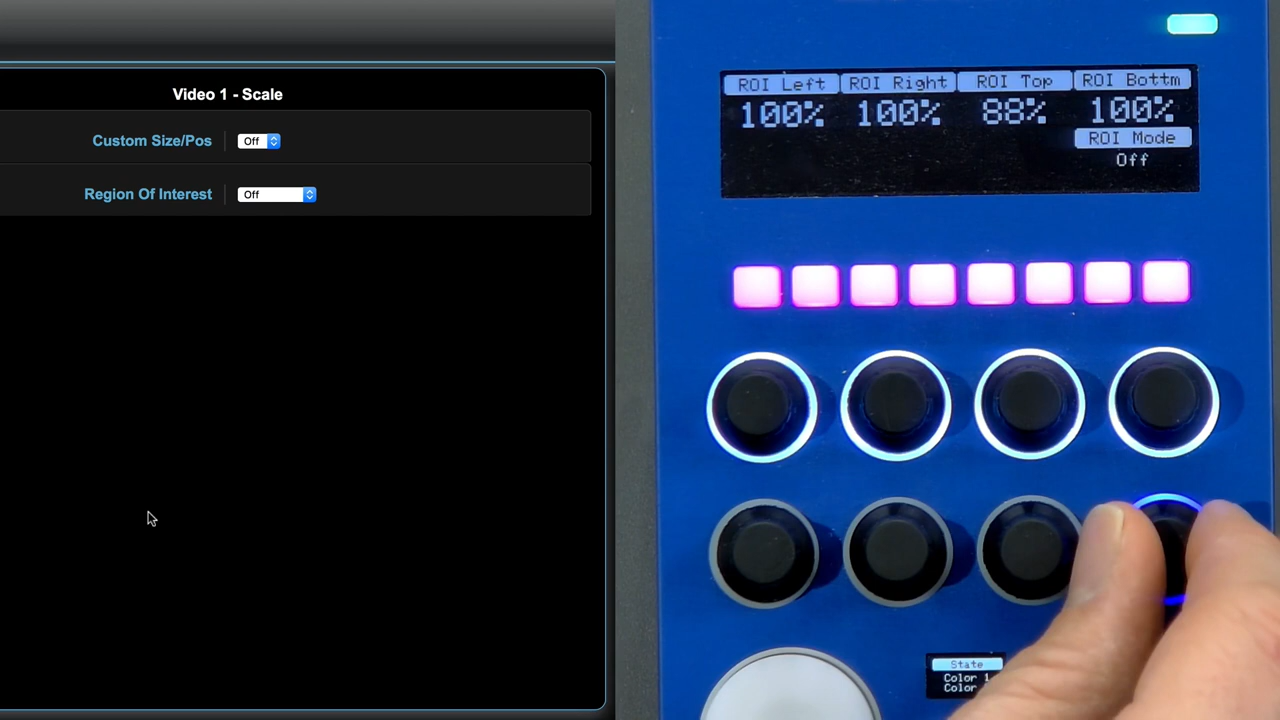 Video 1 - Scale
Custom Size/Pos Off
Region Of Interest Off
ROI Left ROI Right ROI Top ROI Bottm
100% 100% 88% 100%
ROI Mode
Off
State
Color 1
Color